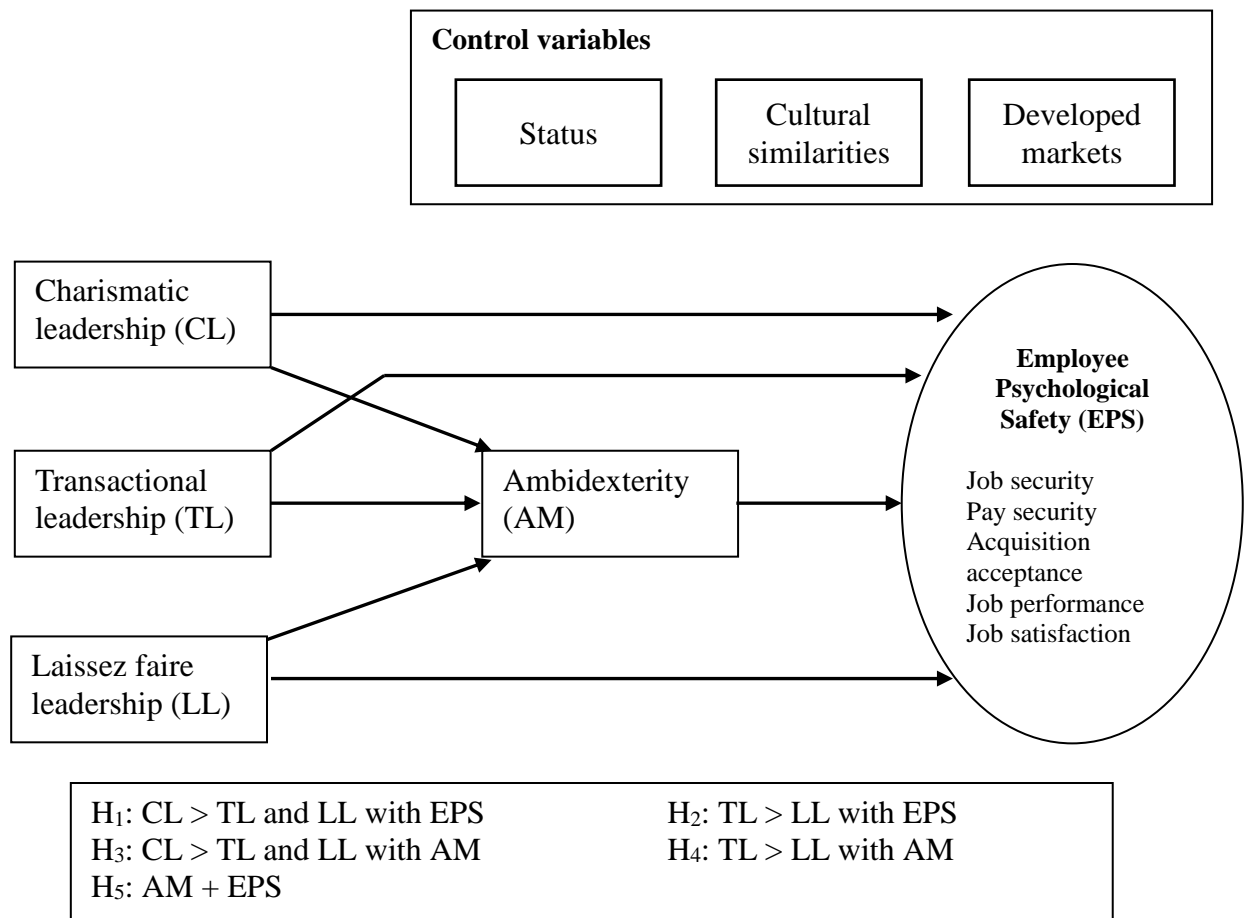 Control variables
Status
Cultural
similarities
Developed
markets
Charismatic
leadership (CL)
Transactional
leadership (TL)
Laissez faire
leadership (LL)
Ambidexterity
(AM)
Employee
Psychological
Safety (EPS)
Job security
Pay security
Acquisition
acceptance
Job performance
Job satisfaction
H₁: CL > TL and LL with EPS
H₂: TL > LL with EPS
H₃: CL > TL and LL with AM
H₄: TL > LL with AM
H₅: AM + EPS